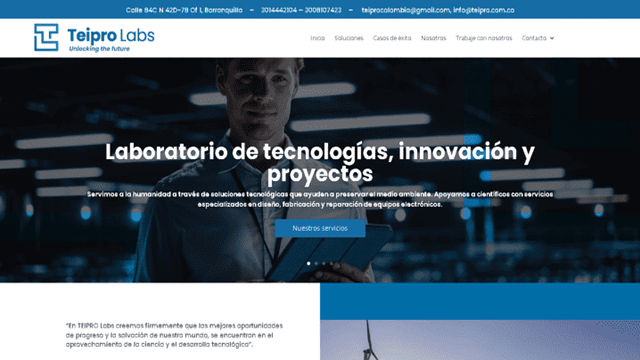 Calle 84C N 42D-78 Of 1, Barranquilla – 3014442104 – 3008107423 – teiprocolombia@gmail.com, info@teipro.com.co
Teipro Labs
Unlocking the future
Inicio Soluciones Casos de éxito Nosotros Trabaje con nosotros Contacto
Laboratorio de tecnologías, innovación y
proyectos
Servimos a la humanidad a través de soluciones tecnológicas que ayuden a preservar el medio ambiente. Apoyamos a científicos con servicios
especializados en diseño, fabricación y reparación de equipos electrónicos.
Nuestros servicios
“En TEIPRO Labs creemos firmemente que las mejores oportunidades
de progreso y la salvación de nuestro mundo, se encuentran en el
aprovechamiento de la ciencia y el desarrollo tecnológico”.